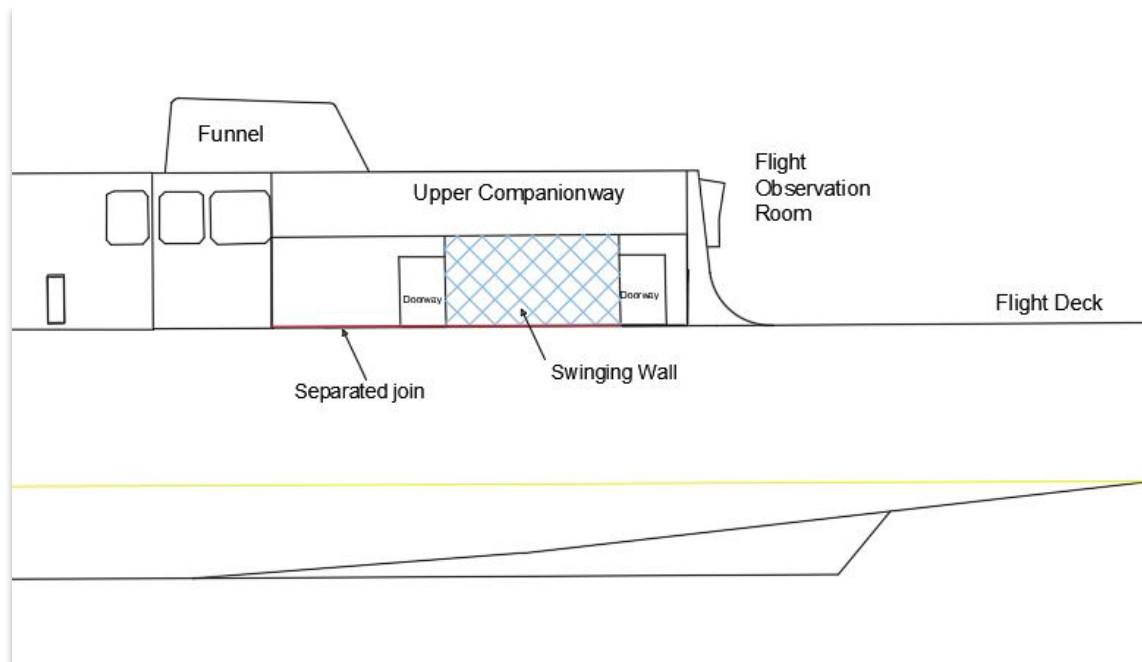 Funnel
Upper Companionway
Flight
Observation
Room
Doorway
Doorway
Flight Deck
Separated join
Swinging Wall